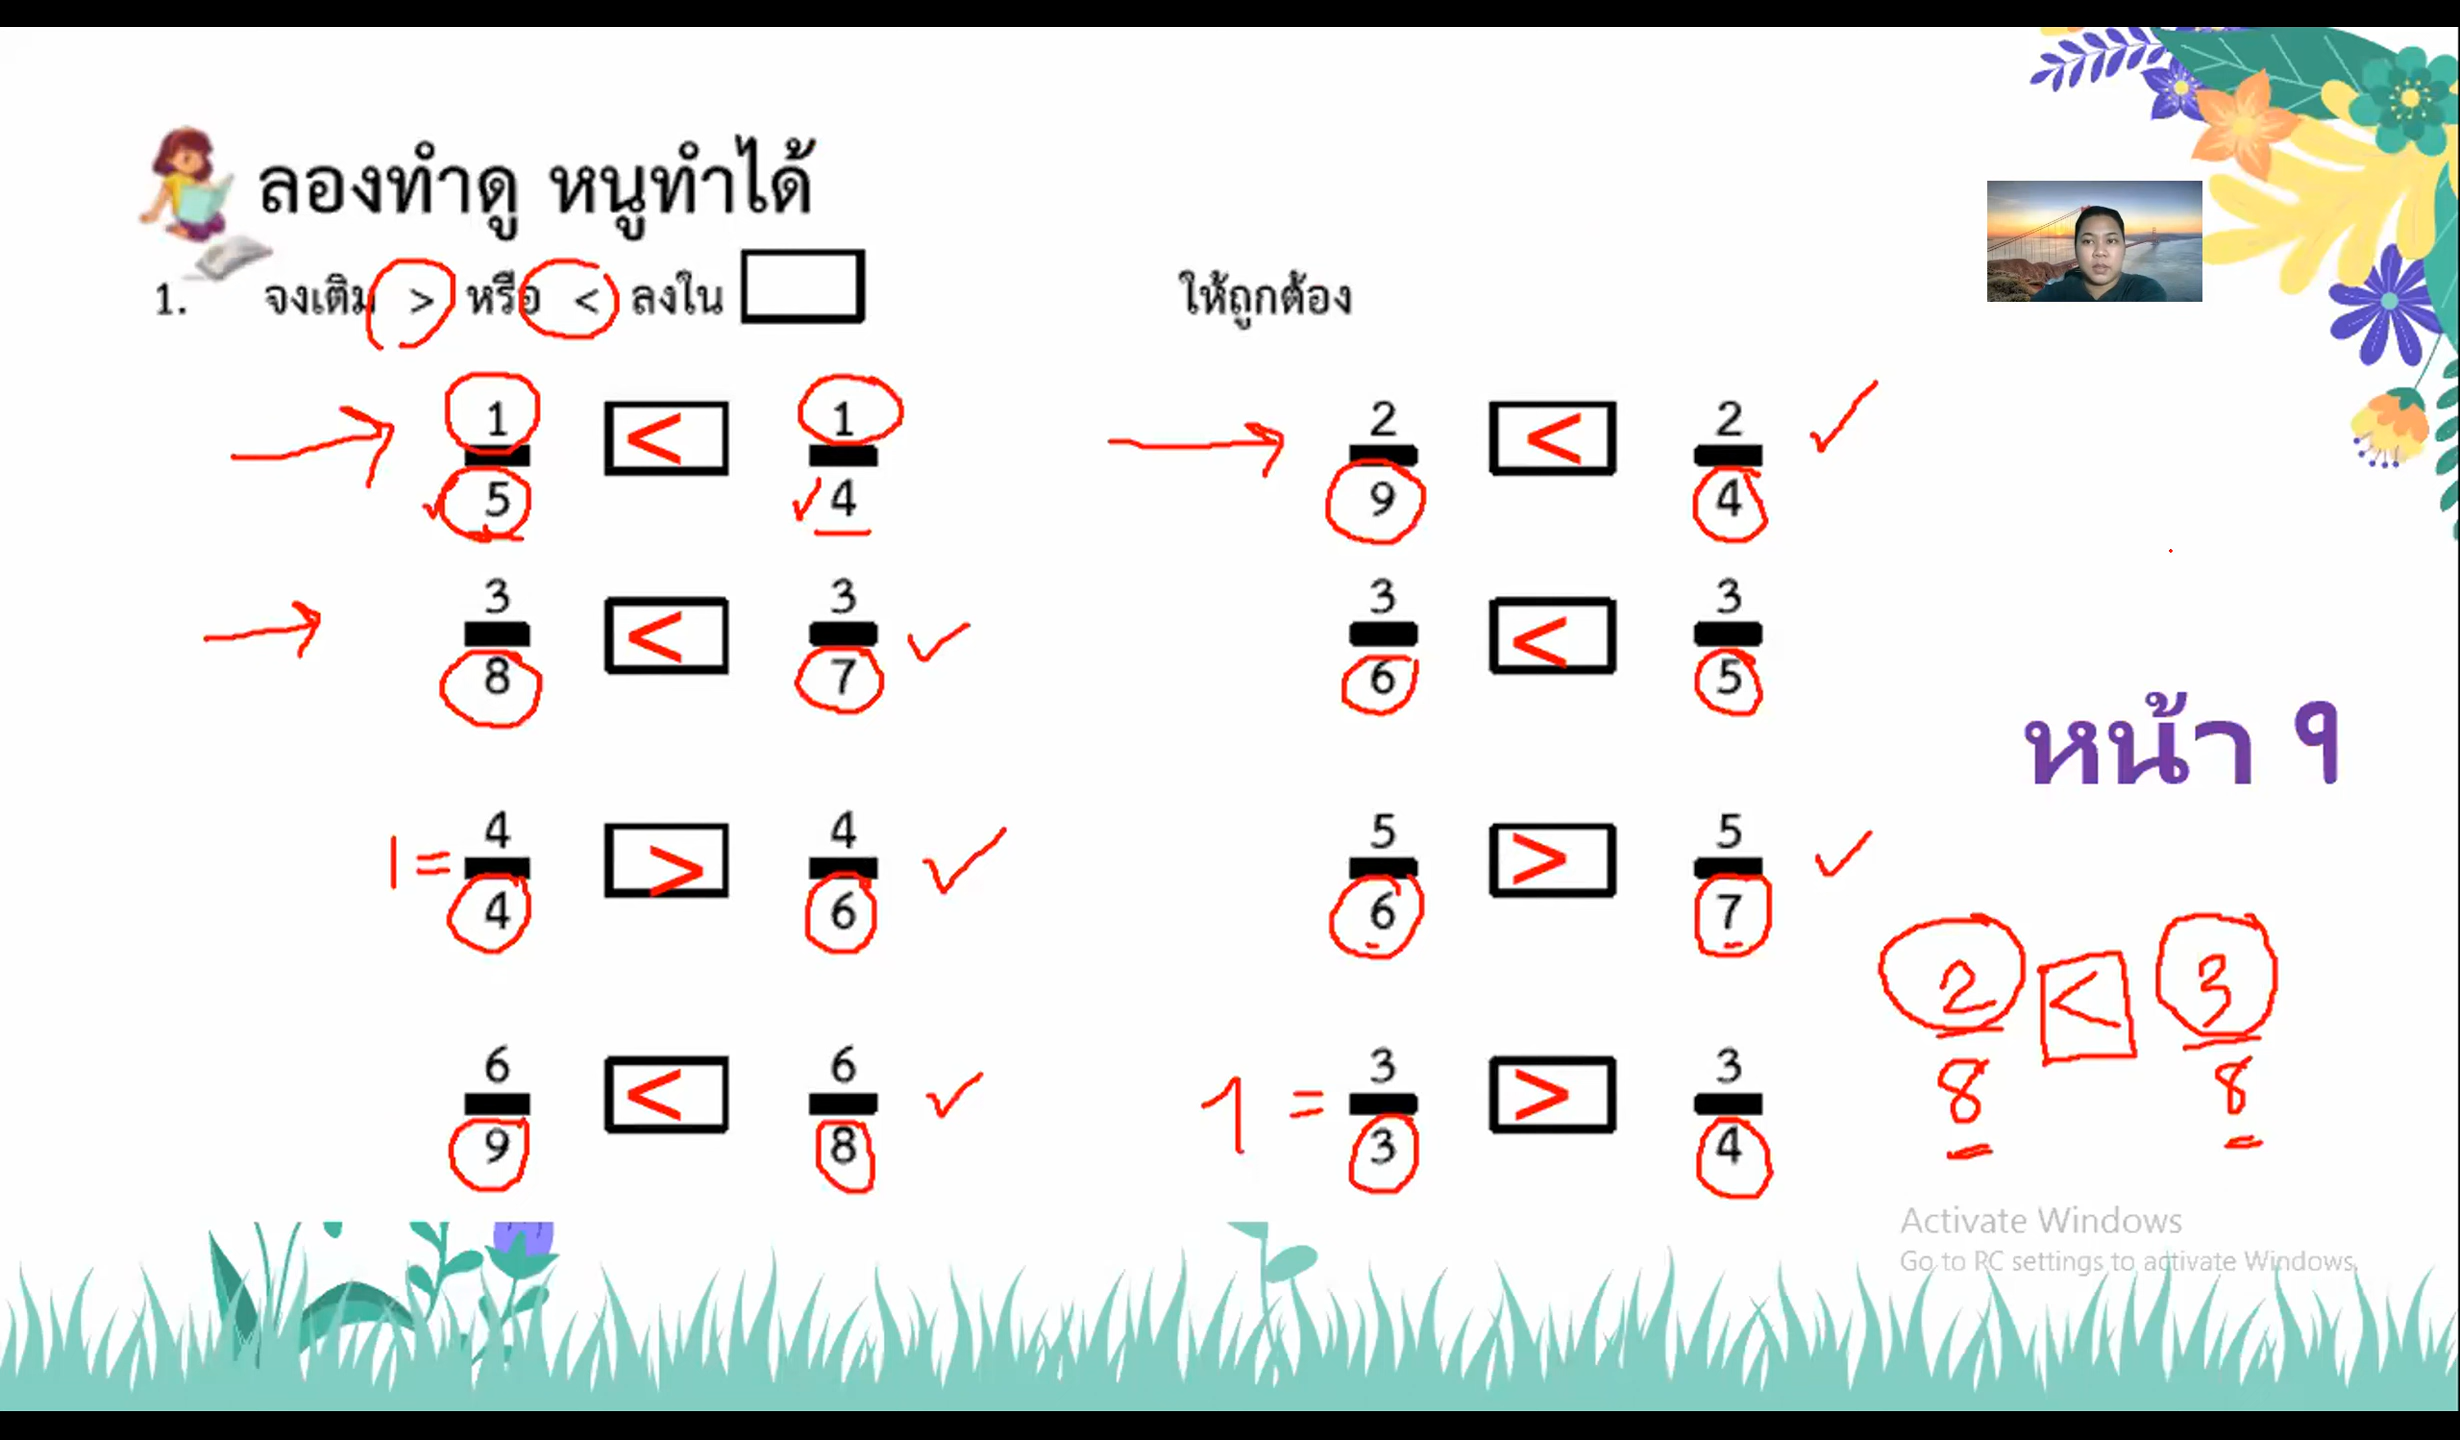 ลองทำดู หนูทำได้
1. จงเติม > หรือ < ลงใน ให้ถูกต้อง
1/5 < 1/4
2/9 < 2/4
3/8 < 3/7
3/6 < 3/5
หน้า ๆ
1 = 4/4 > 4/6
5/6 > 5/7
2/8 < 3/8
6/9 < 6/8
1 = 3/3 > 3/4
Activate Windows
Go to PC settings to activate Windows.